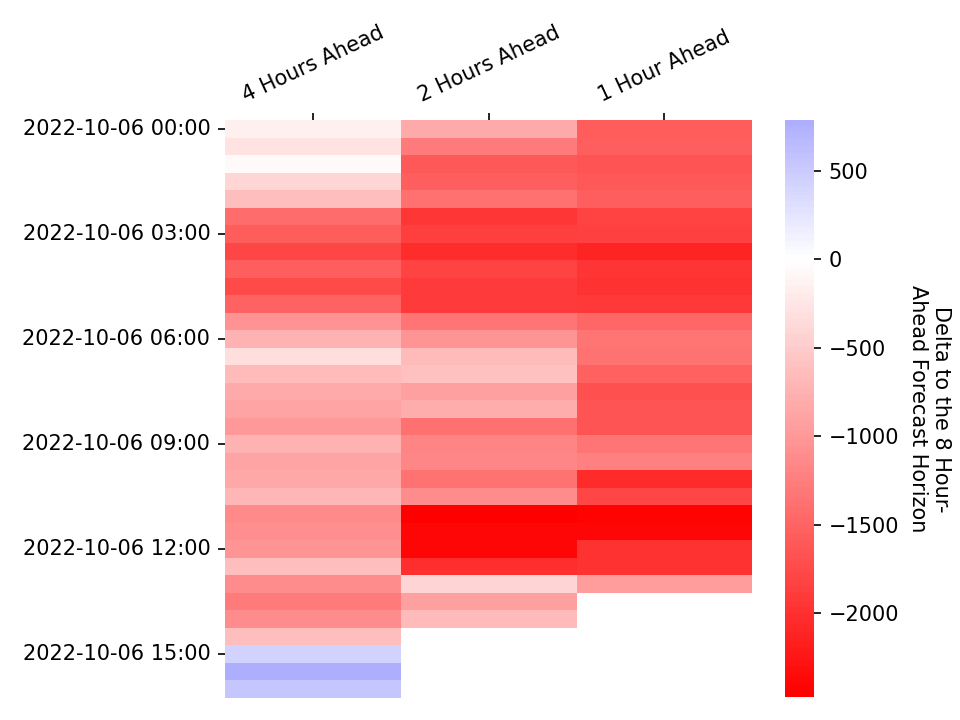 4 Hours Ahead
2 Hours Ahead
1 Hour Ahead
2022-10-06 00:00
2022-10-06 03:00
2022-10-06 06:00
2022-10-06 09:00
2022-10-06 12:00
2022-10-06 15:00
500
0
−500
−1000
−1500
−2000
Delta to the 8 Hour-
Ahead Forecast Horizon